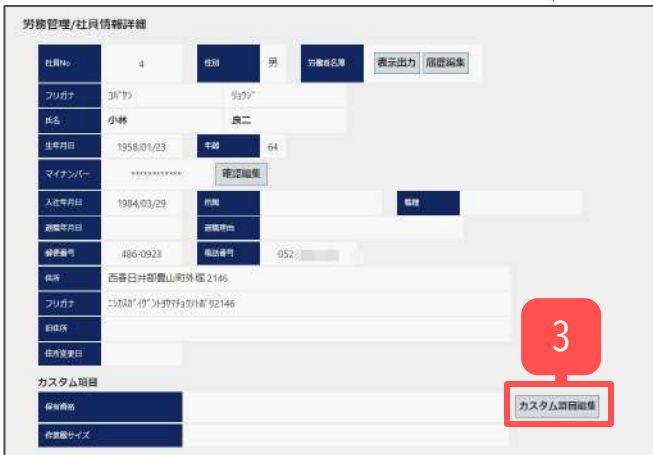 労務管理/社員情報詳細
社員No 4 性別 男 労働者名簿 表示出力 履歴編集
フリガナ ｺﾊﾞﾔｼ ﾘｮｳｼﾞ
氏名 小林 良二
生年月日 1958/01/23 年齢 64
マイナンバー ************ 確認編集
入社年月日 1984/03/29 所属 職種
退職年月日 退職理由
郵便番号 486-0923 電話番号 052
住所 西春日井郡豊山町外堀 2146
フリガナ
旧住所
住所変更日
カスタム項目
3
保有資格 カスタム項目編集
作業服サイズ